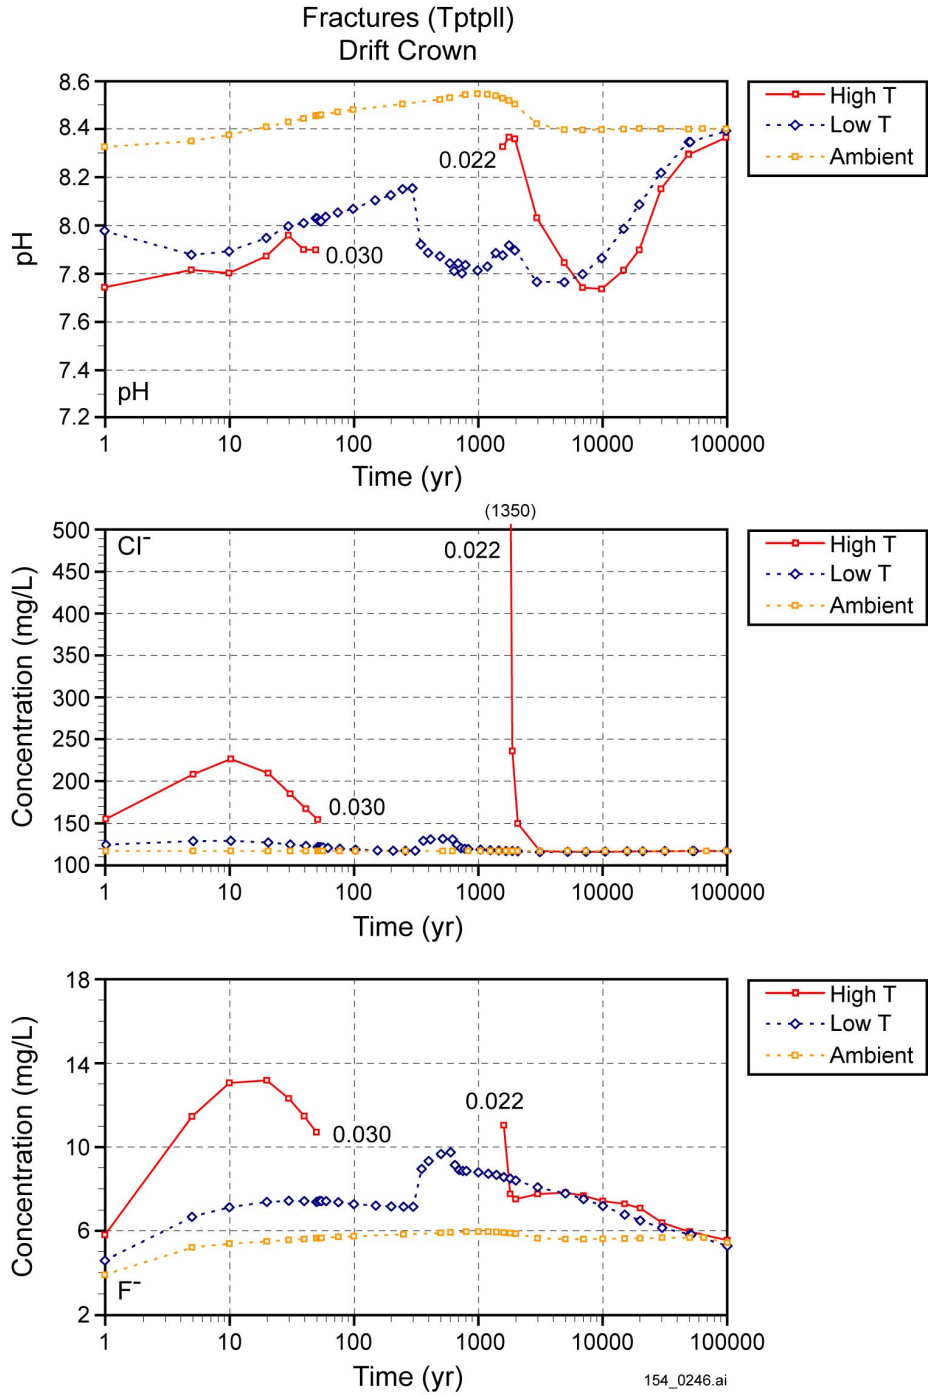 Fractures (Tptpll)
Drift Crown
8.6
8.4
8.2
8.0
7.8
7.6
7.4
7.2
pH
0.022
0.030
pH
1
10
100
1000
10000
100000
Time (yr)
High T
Low T
Ambient
(1350)
500
450
400
350
300
250
200
150
100
Concentration (mg/L)
Cl⁻
0.022
0.030
1
10
100
1000
10000
100000
Time (yr)
High T
Low T
Ambient
18
14
10
6
2
Concentration (mg/L)
0.022
0.030
F⁻
1
10
100
1000
10000
100000
Time (yr)
High T
Low T
Ambient
154_0246.ai